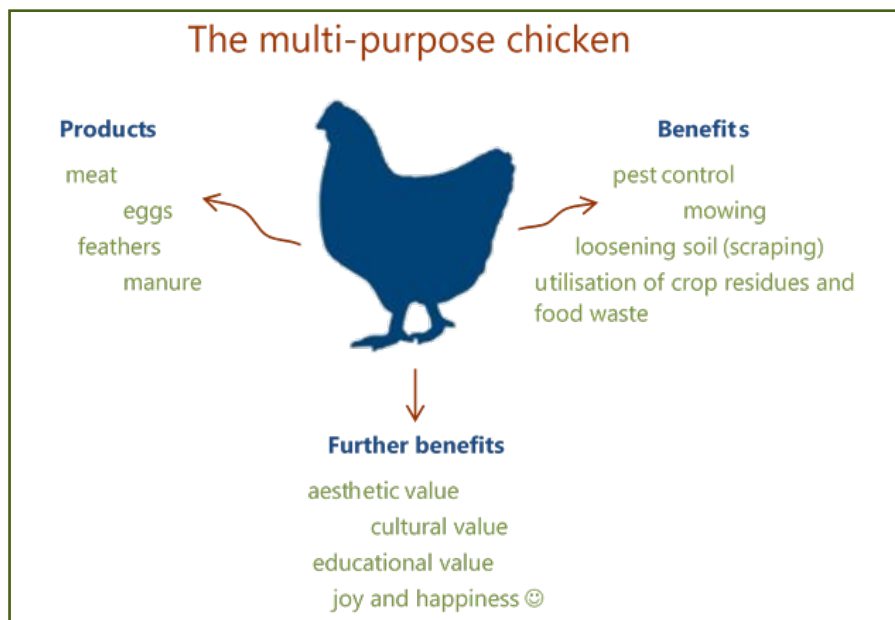 The multi-purpose chicken
Products
meat
eggs
feathers
manure
Benefits
pest control
mowing
loosening soil (scraping)
utilisation of crop residues and
food waste
Further benefits
aesthetic value
cultural value
educational value
joy and happiness ☺